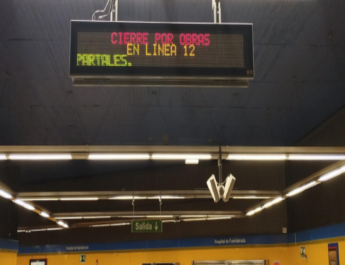 CIERRE POR OBRAS
EN LINEA 12
PARTALES.
Salida